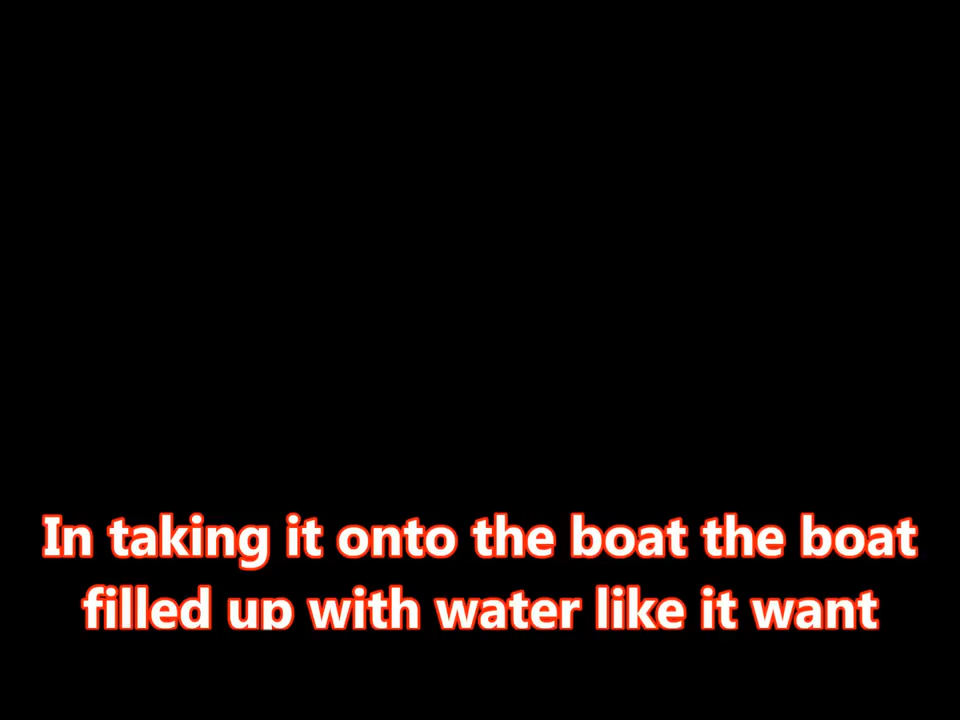 In taking it onto the boat the boat
filled up with water like it want